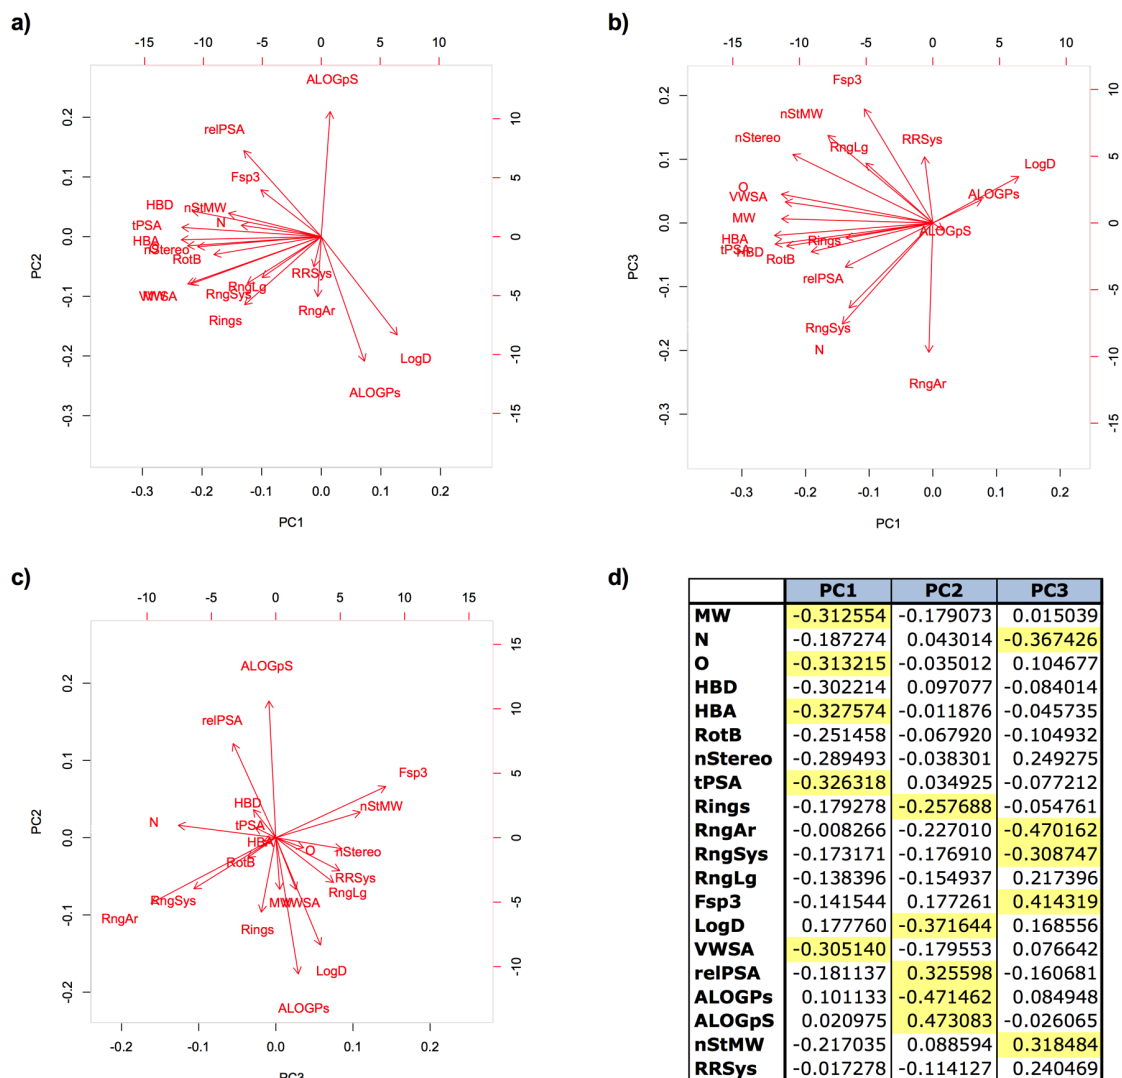 a)
-15 -10 -5 0 5 10
ALOGpS
0.2
10
relPSA
0.1
5
Fsp3
HBD
nStMW
N
tPSA
HBA
0.0
0
nStereo
RotB
RRSys
PC2
-0.1
-5
VWSA
RngSys
RngLg
RngAr
Rings
-0.2
-10
LogD
ALOGPs
-0.3
-15
-0.3 -0.2 -0.1 0.0 0.1 0.2
PC1
b)
-15 -10 -5 0 5 10
Fsp3
0.2
10
nStMW
nStereo
RngLg
RRSys
0.1
5
LogD
O
VWSA
ALOGPs
MW
ALOGpS
0.0
0
HBA
tPSA
HBD
RotB
Rings
relPSA
PC3
-0.1
-5
RngSys
N
-0.2
-10
RngAr
-0.3
-15
-0.3 -0.2 -0.1 0.0 0.1 0.2
PC1
c)
-10 -5 0 5 10 15
15
ALOGpS
0.2
10
relPSA
0.1
5
Fsp3
HBD
nStMW
N
tPSA
HBA
0.0
0
O
nStereo
RotB
RRSys
PC2
RngSys
MW
VWSA
RngLg
-5
RngAr
-0.1
Rings
LogD
-10
-0.2
ALOGPs
-0.2 -0.1 0.0 0.1 0.2
PC3
d)
PC1 PC2 PC3
MW -0.312554 -0.179073 0.015039
N -0.187274 0.043014 -0.367426
O -0.313215 -0.035012 0.104677
HBD -0.302214 0.097077 -0.084014
HBA -0.327574 -0.011876 -0.045735
RotB -0.251458 -0.067920 -0.104932
nStereo -0.289493 -0.038301 0.249275
tPSA -0.326318 0.034925 -0.077212
Rings -0.179278 -0.257688 -0.054761
RngAr -0.008266 -0.227010 -0.470162
RngSys -0.173171 -0.176910 -0.308747
RngLg -0.138396 -0.154937 0.217396
Fsp3 -0.141544 0.177261 0.414319
LogD 0.177760 -0.371644 0.168556
VWSA -0.305140 -0.179553 0.076642
relPSA -0.181137 0.325598 -0.160681
ALOGPs 0.101133 -0.471462 0.084948
ALOGpS 0.020975 0.473083 -0.026065
nStMW -0.217035 0.088594 0.318484
RRSys -0.017278 -0.114127 0.240469